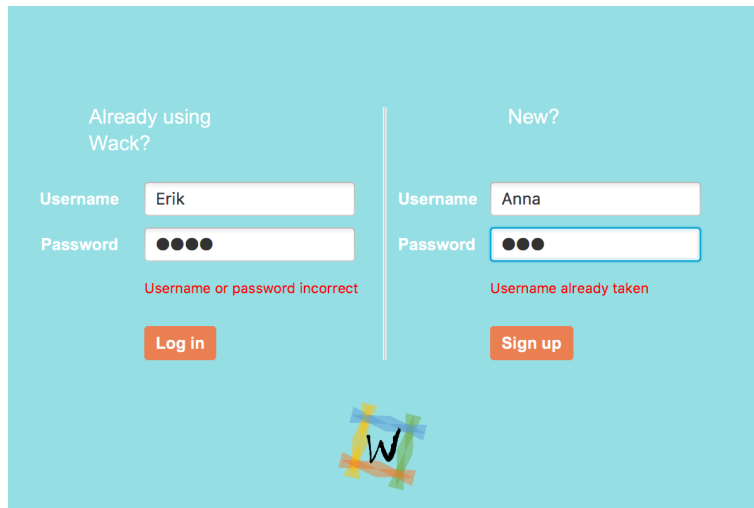 Already using
Wack?
Username
Erik
Password
●●●●
Username or password incorrect
Log in
New?
Username
Anna
Password
●●●
Username already taken
Sign up
W